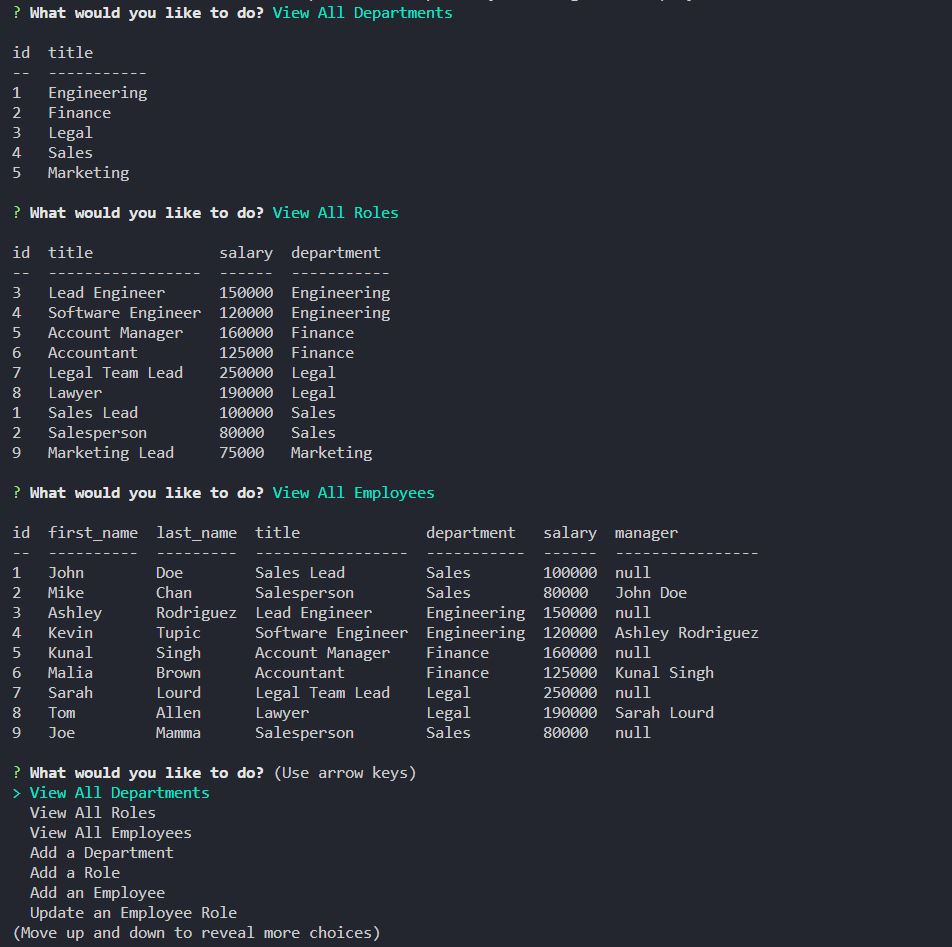 ? What would you like to do? View All Departments
id  title
--  -----------
1   Engineering
2   Finance
3   Legal
4   Sales
5   Marketing
? What would you like to do? View All Roles
id  title              salary  department
--  -----------------  ------  -----------
3   Lead Engineer      150000  Engineering
4   Software Engineer  120000  Engineering
5   Account Manager    160000  Finance
6   Accountant         125000  Finance
7   Legal Team Lead    250000  Legal
8   Lawyer             190000  Legal
1   Sales Lead         100000  Sales
2   Salesperson        80000   Sales
9   Marketing Lead     75000   Marketing
? What would you like to do? View All Employees
id  first_name  last_name  title              department   salary  manager
--  ----------  ---------  -----------------  -----------  ------  ----------------
1   John        Doe        Sales Lead         Sales        100000  null
2   Mike        Chan       Salesperson        Sales        80000   John Doe
3   Ashley      Rodriguez  Lead Engineer      Engineering  150000  null
4   Kevin       Tupic      Software Engineer  Engineering  120000  Ashley Rodriguez
5   Kunal       Singh      Account Manager    Finance      160000  null
6   Malia       Brown      Accountant         Finance      125000  Kunal Singh
7   Sarah       Lourd      Legal Team Lead    Legal        250000  null
8   Tom         Allen      Lawyer             Legal        190000  Sarah Lourd
9   Joe         Mamma      Salesperson        Sales        80000   null
? What would you like to do? (Use arrow keys)
> View All Departments
  View All Roles
  View All Employees
  Add a Department
  Add a Role
  Add an Employee
  Update an Employee Role
(Move up and down to reveal more choices)